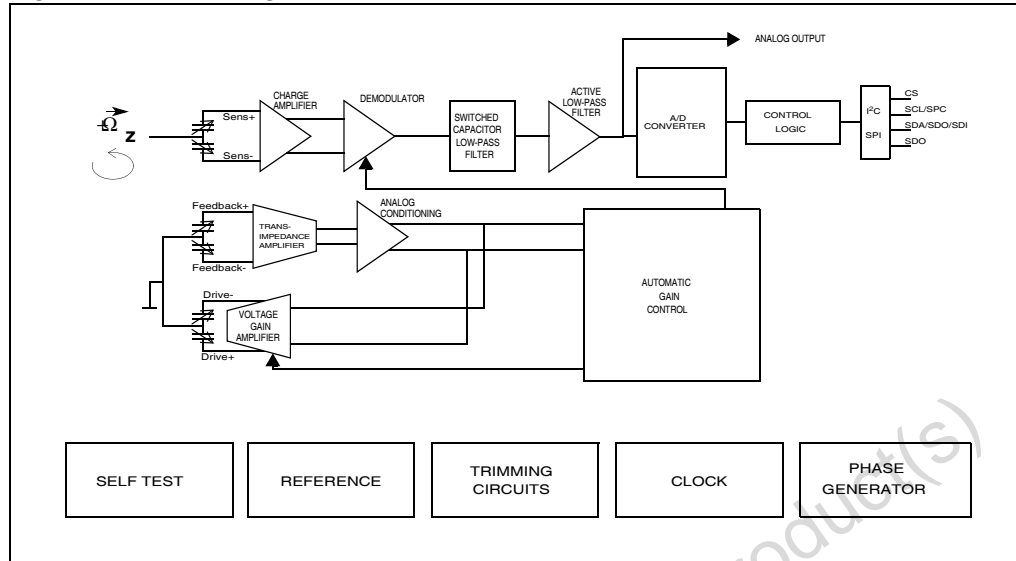 ANALOG OUTPUT
+Ω
z
Sens+
Sens-
CHARGE
AMPLIFIER
DEMODULATOR
SWITCHED
CAPACITOR
LOW-PASS
FILTER
ACTIVE
LOW-PASS
FILTER
A/D
CONVERTER
CONTROL
LOGIC
I²C
SPI
CS
SCL/SPC
SDA/SDO/SDI
SDO
Feedback+
Feedback-
TRANS-
IMPEDANCE
AMPLIFIER
ANALOG
CONDITIONING
AUTOMATIC
GAIN
CONTROL
Drive-
Drive+
VOLTAGE
GAIN
AMPLIFIER
SELF TEST
REFERENCE
TRIMMING
CIRCUITS
CLOCK
PHASE
GENERATOR